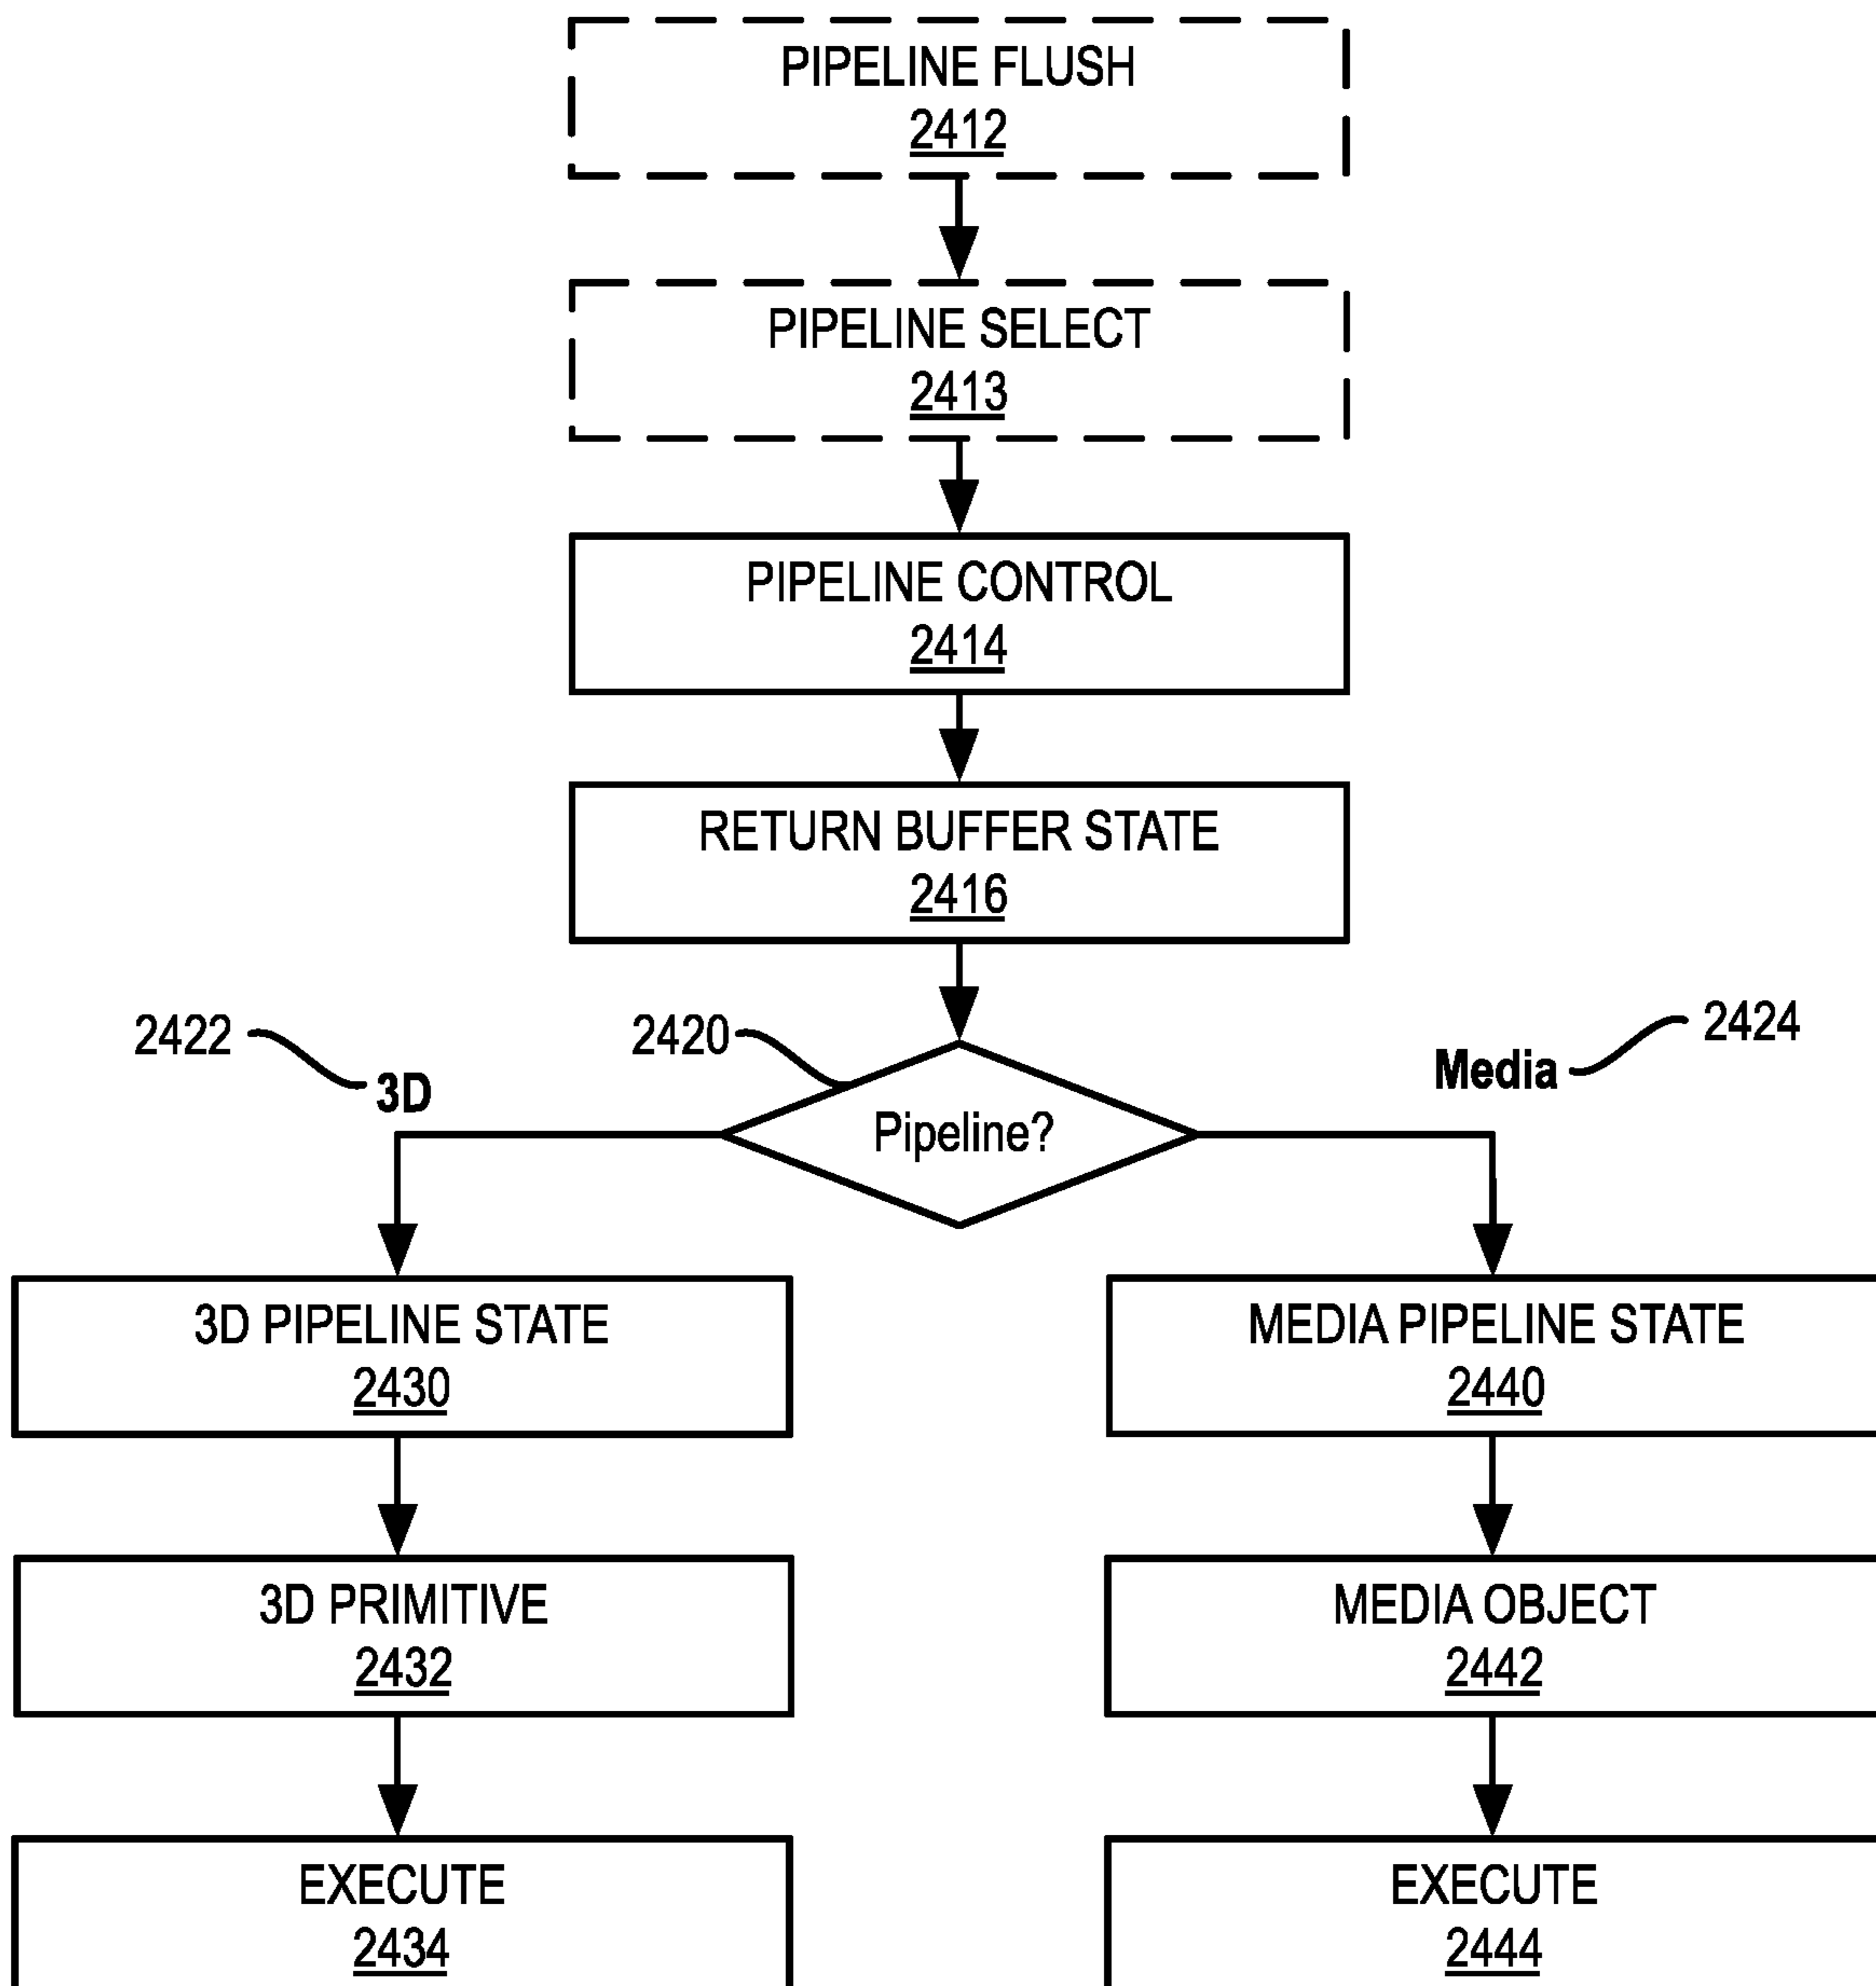 PIPELINE FLUSH
2412
PIPELINE SELECT
2413
PIPELINE CONTROL
2414
RETURN BUFFER STATE
2416
2422
2420
2424
3D
Media
Pipeline?
3D PIPELINE STATE
2430
MEDIA PIPELINE STATE
2440
3D PRIMITIVE
2432
MEDIA OBJECT
2442
EXECUTE
2434
EXECUTE
2444